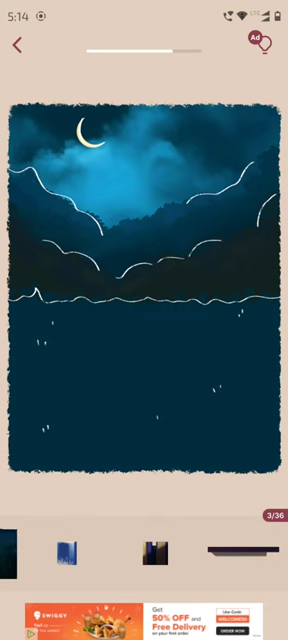 5:14
LTE
Ad
3/36
SWIGGY
Get
50% OFF and
Free Delivery
on your first order
Use Code
WELCOME50
ORDER NOW